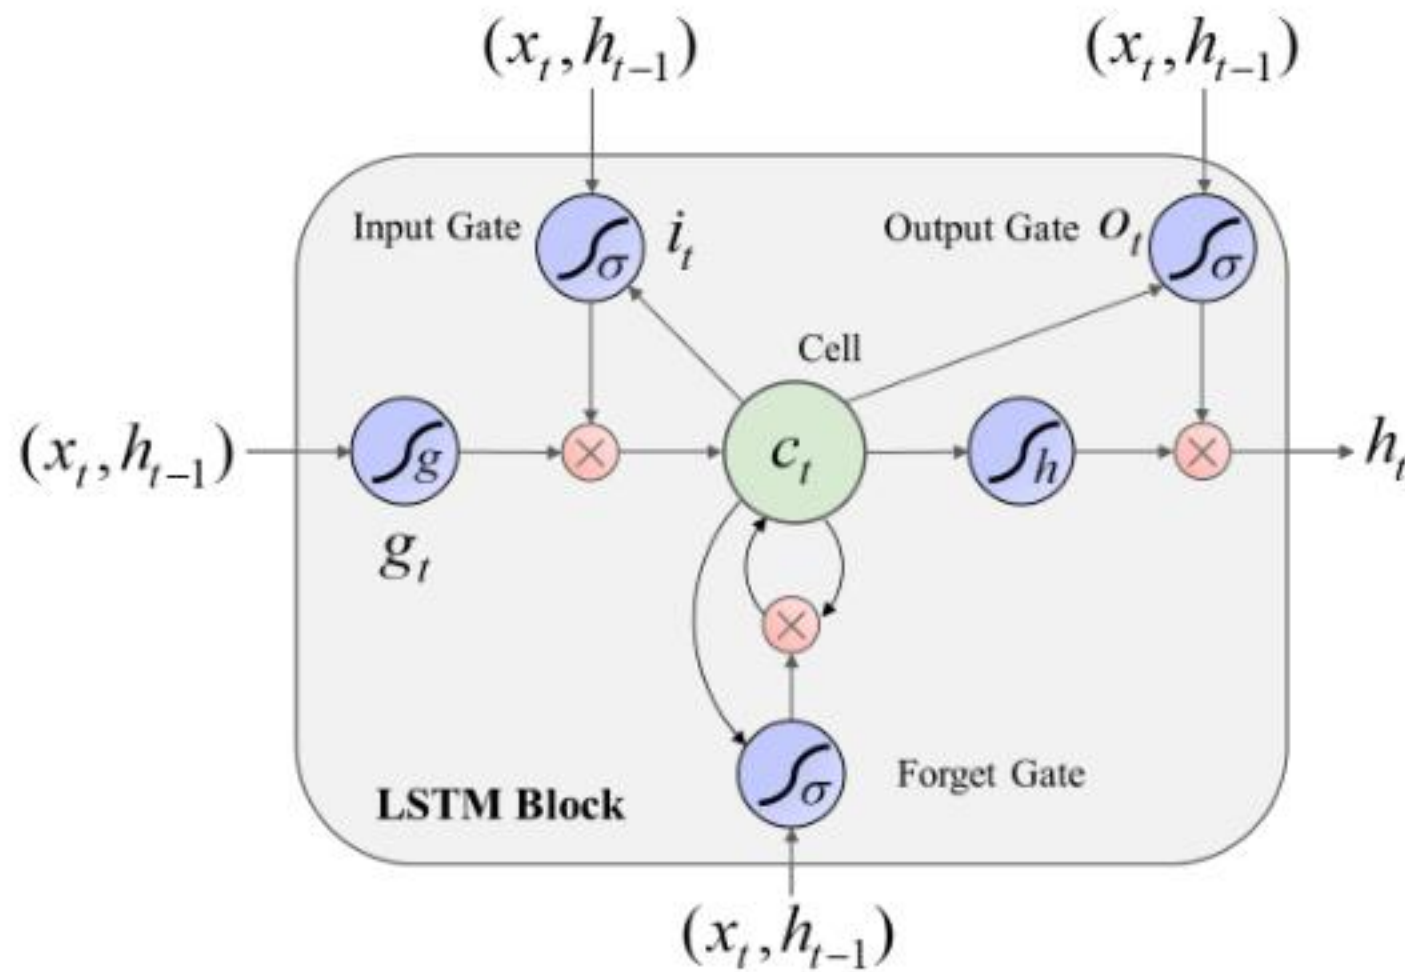 (x_t, h_{t-1})
(x_t, h_{t-1})
Input Gate
σ
i_t
Output Gate
o_t
σ
Cell
(x_t, h_{t-1})
g
×
c_t
h
×
h_t
g_t
×
σ
Forget Gate
LSTM Block
(x_t, h_{t-1})